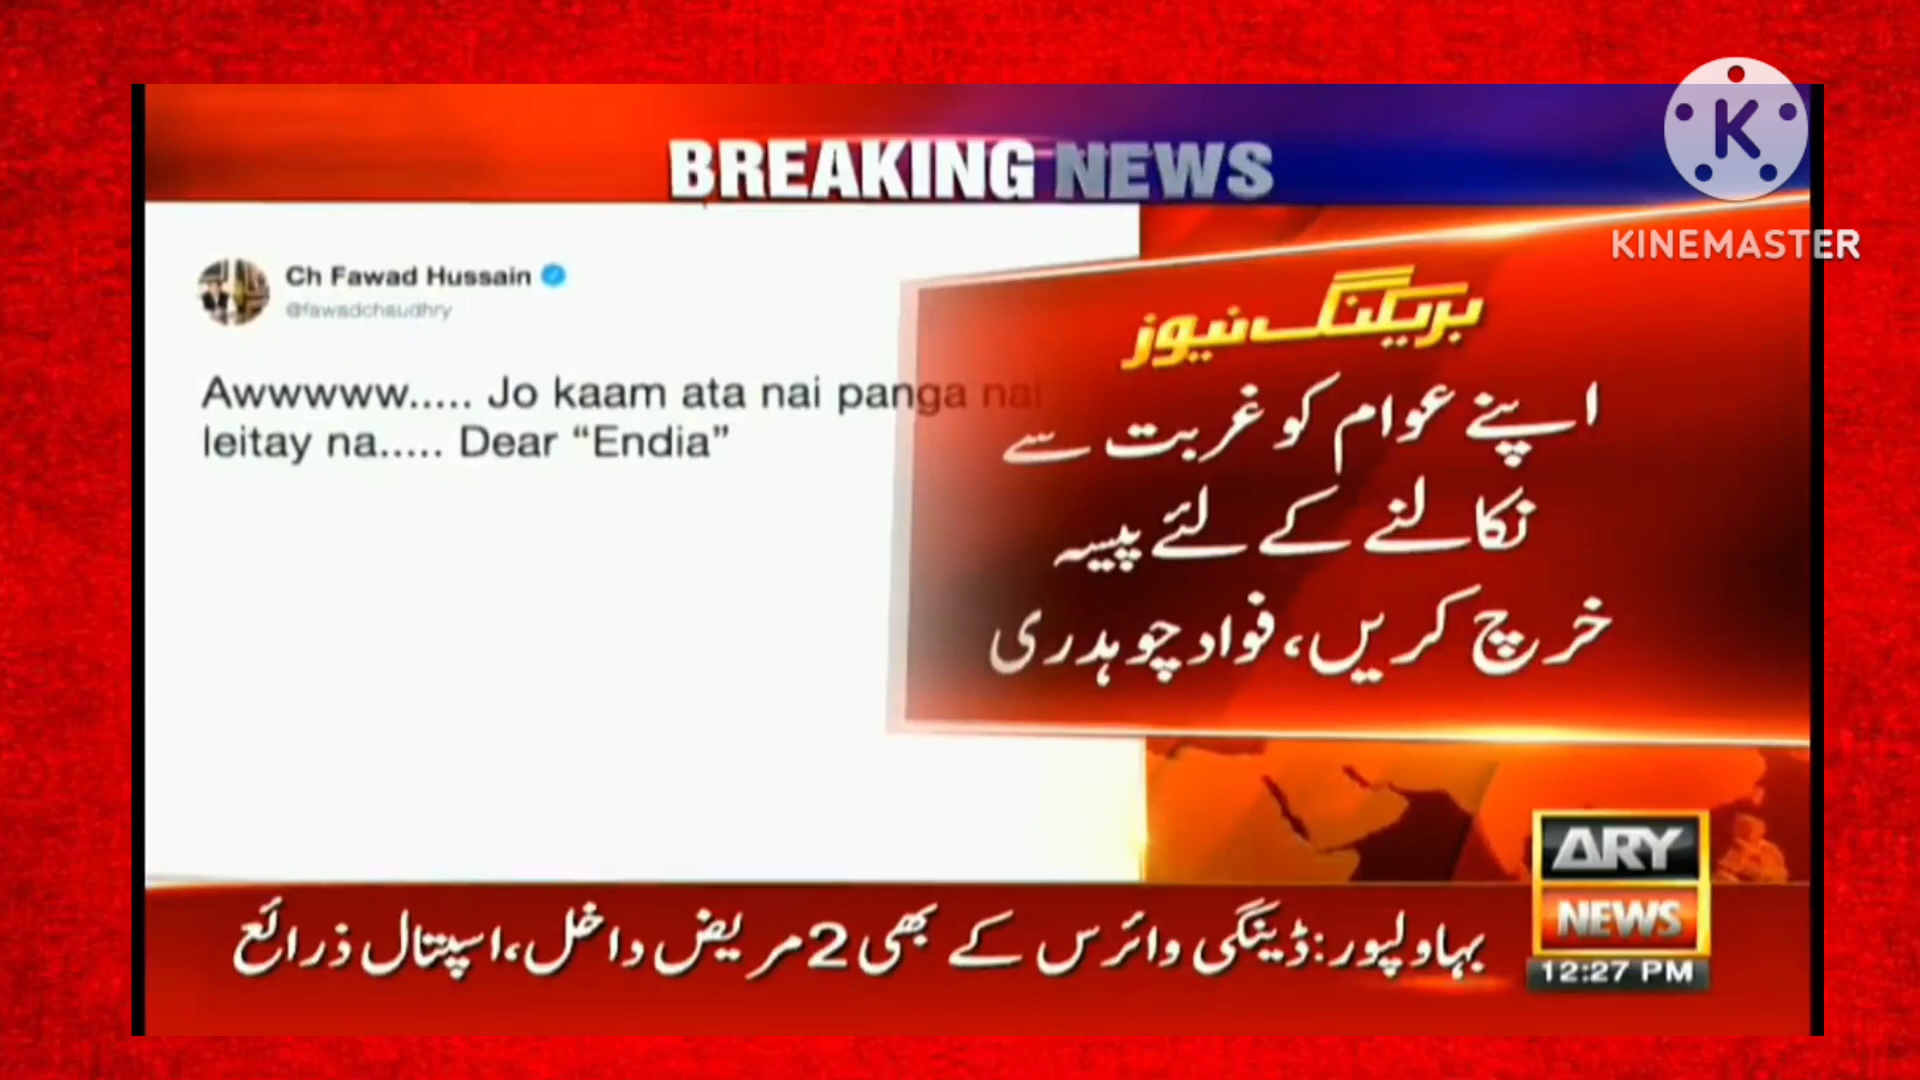 BREAKING NEWS
K
KINEMASTER
Ch Fawad Hussain
@fawadchaudhry
Awwwww..... Jo kaam ata nai panga nai
leitay na..... Dear “Endia”
بریکنگ نیوز
اپنے عوام کو غربت سے
نکالنے کے لئے پیسہ
خرچ کریں، فواد چوہدری
بہاولپور: ڈینگی وائرس کے بھی 2 مریض داخل، اسپتال ذرائع
ARY
NEWS
12:27 PM